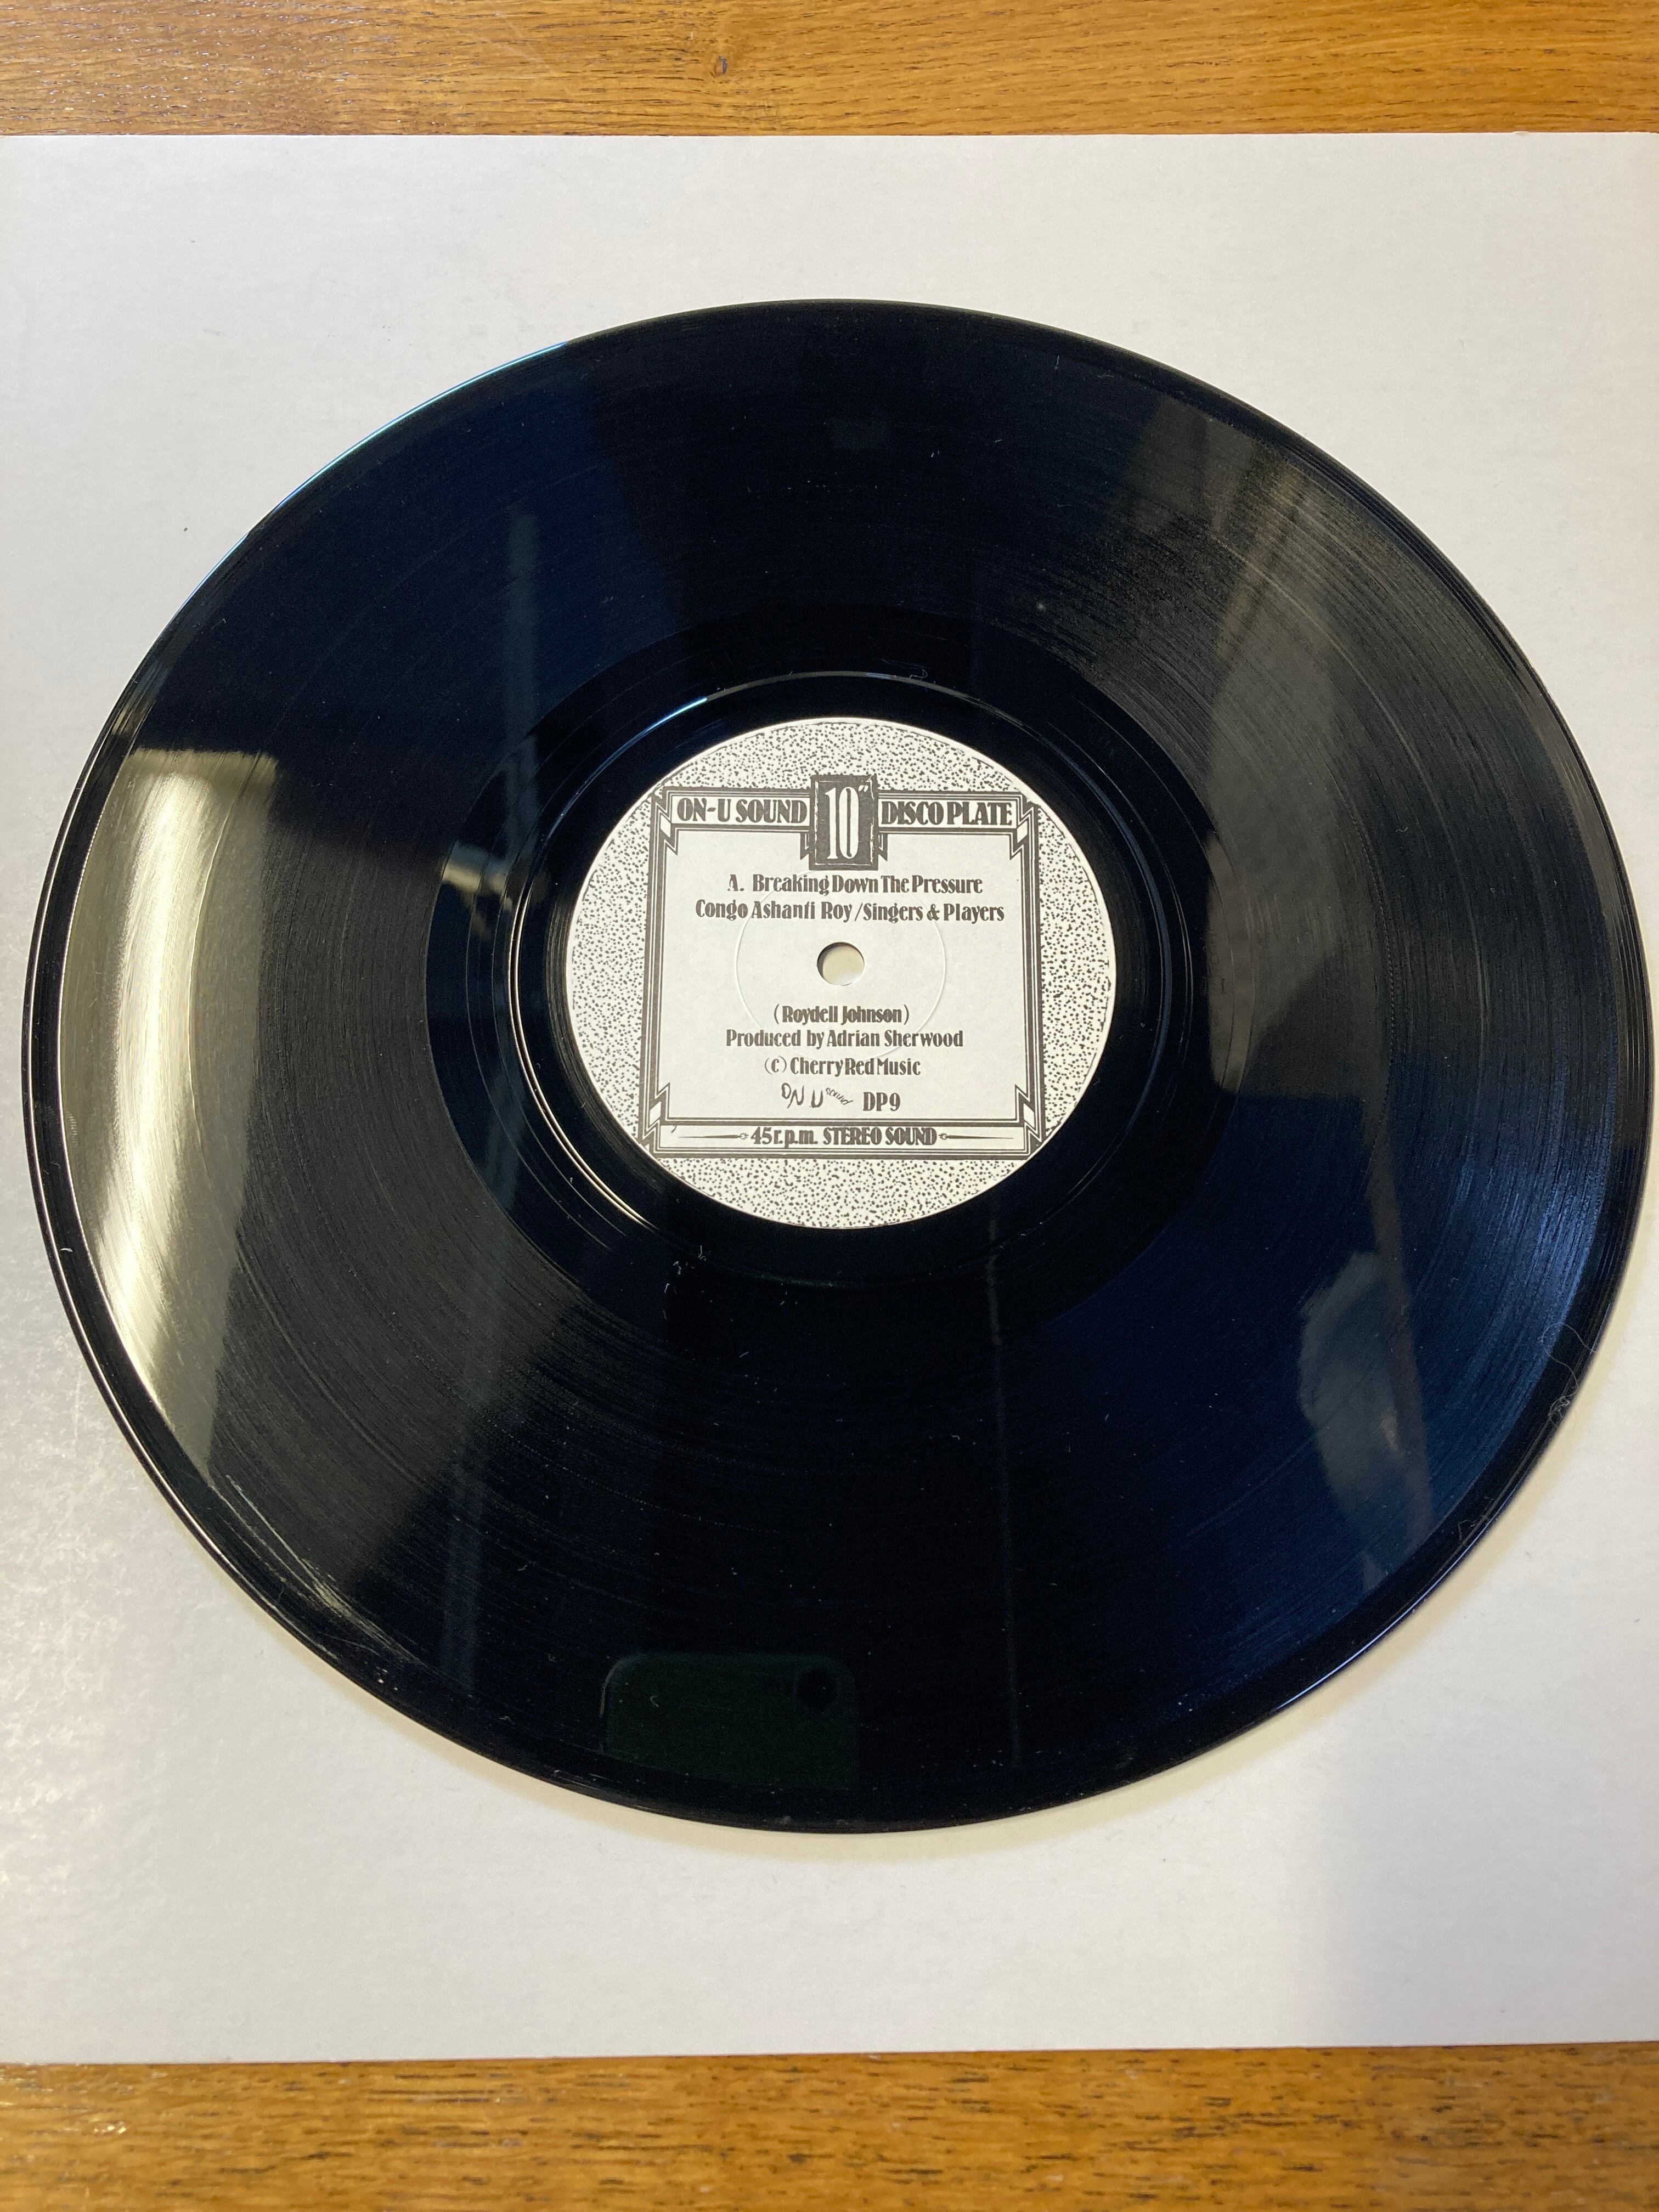 ON-U SOUND 10" DISCO PLATE
A. Breaking Down The Pressure
Congo Ashanti Roy/Singers & Players
(Roydell Johnson)
Produced by Adrian Sherwood
(C) Cherry Red Music
ON U sound DP9
45r.p.m. STEREO SOUND